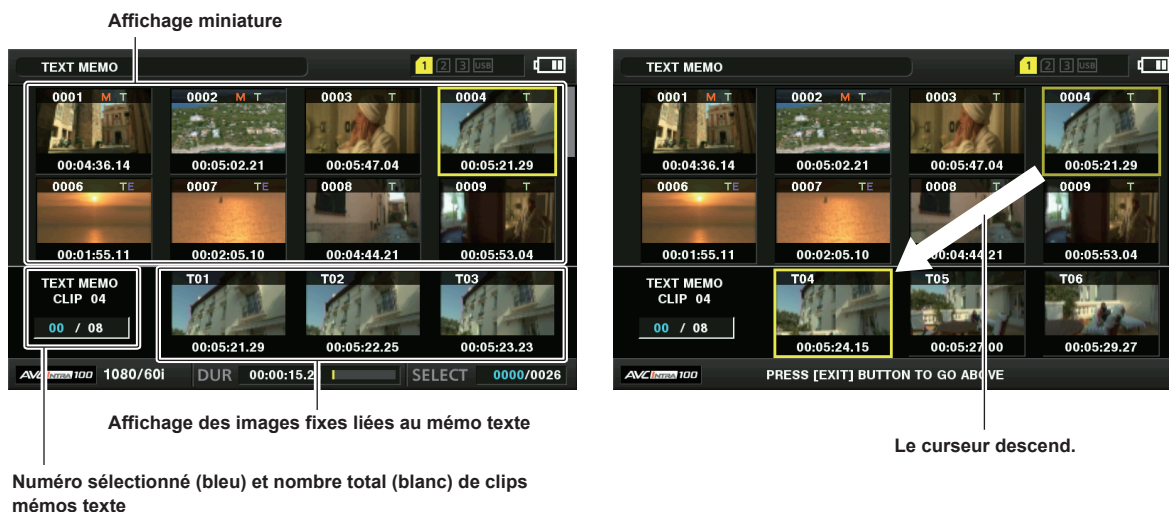 Affichage miniature
TEXT MEMO
1 2 3 USB
0001 M T
0002 M T
0003 T
0004 T
00:04:36.14
00:05:02.21
00:05:47.04
00:05:21.29
0006 TE
0007 TE
0008 T
0009 T
00:01:55.11
00:02:05.10
00:04:44.21
00:05:53.04
TEXT MEMO
CLIP 04
00 / 08
T01
T02
T03
00:05:21.29
00:05:22.25
00:05:23.23
AVC INTRA 100 1080/60i DUR 00:00:15.2 SELECT 0000/0026
Affichage des images fixes liées au mémo texte
Numéro sélectionné (bleu) et nombre total (blanc) de clips
mémos texte
TEXT MEMO
1 2 3 USB
0001 M T
0002 M T
0003 T
0004 T
00:04:36.14
00:05:02.21
00:05:47.04
00:05:21.29
0006 TE
0007 TE
0008 T
0009 T
00:01:55.11
00:02:05.10
00:04:44.21
00:05:53.04
TEXT MEMO
CLIP 04
00 / 08
T04
T05
T06
00:05:24.15
00:05:27.00
00:05:29.27
AVC INTRA 100 PRESS [EXIT] BUTTON TO GO ABOVE
Le curseur descend.